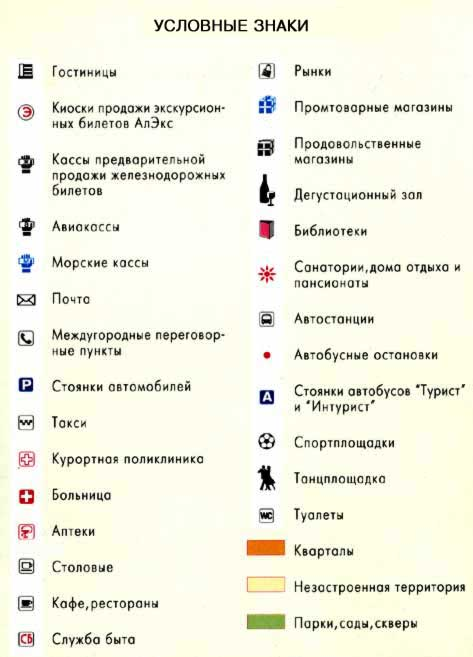 УСЛОВНЫЕ ЗНАКИ
Гостиницы
Э
Киоски продажи экскурсион-
ных билетов АлЭкс
Кассы предварительной
продажи железнодорожных
билетов
Авиакассы
Морские кассы
Почта
Междугородные переговор-
ные пункты
P
Стоянки автомобилей
Такси
Курортная поликлиника
Больница
Аптеки
Столовые
Кафе,рестораны
СБ
Служба быта
Рынки
Промтоварные магазины
Продовольственные
магазины
Дегустационный зал
Библиотеки
Санатории,дома отдыха и
пансионаты
Автостанции
Автобусные остановки
А
Стоянки автобусов "Турист"
и "Интурист"
Спортплощадки
Танцплощадка
WC
Туалеты
Кварталы
Незастроенная территория
Парки,сады,скверы